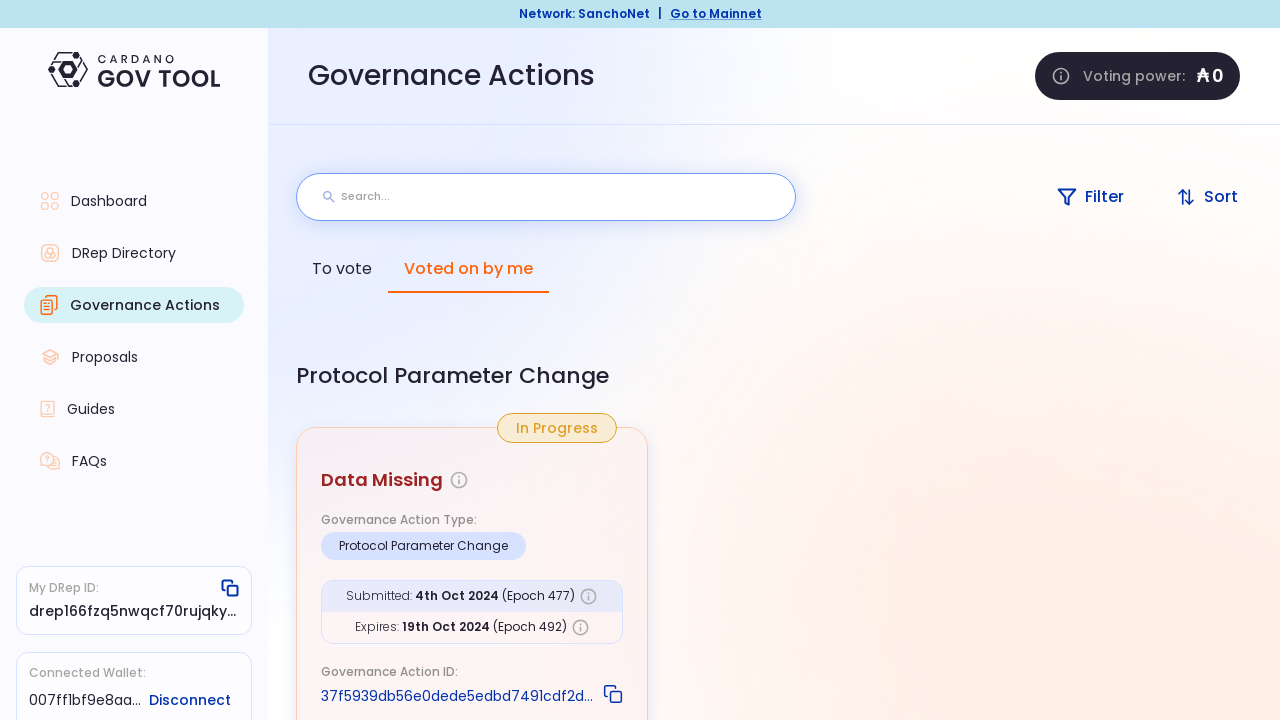 Network: SanchoNet | Go to Mainnet
CARDANO
GOV TOOL
Governance Actions
Voting power: ₳ 0
Dashboard
DRep Directory
Governance Actions
Proposals
Guides
FAQs
My DRep ID:
drep166fzq5nwqcf70rujqky...
Connected Wallet:
007ff1bf9e8aa... Disconnect
Search...
Filter
Sort
To vote
Voted on by me
Protocol Parameter Change
In Progress
Data Missing
Governance Action Type:
Protocol Parameter Change
Submitted: 4th Oct 2024 (Epoch 477)
Expires: 19th Oct 2024 (Epoch 492)
Governance Action ID:
37f5939db56e0dede5edbd7491cdf2d...